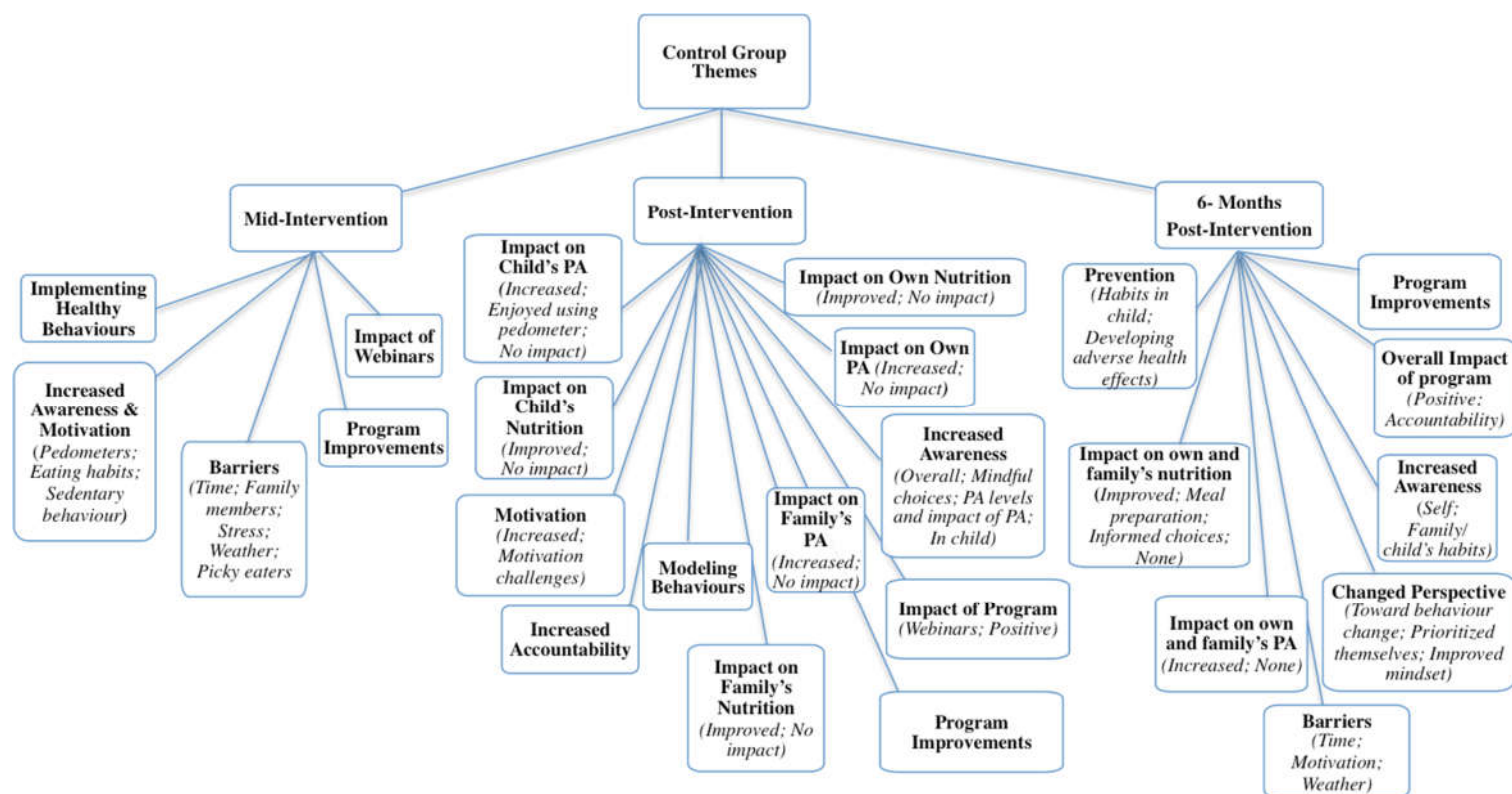 Control Group
Themes
Mid-Intervention
Post-Intervention
6- Months
Post-Intervention
Implementing
Healthy
Behaviours
Increased
Awareness &
Motivation
(Pedometers;
Eating habits;
Sedentary
behaviour)
Barriers
(Time; Family
members;
Stress;
Weather;
Picky eaters
Program
Improvements
Impact of
Webinars
Impact on
Child's PA
(Increased;
Enjoyed using
pedometer;
No impact)
Impact on
Child's
Nutrition
(Improved;
No impact)
Motivation
(Increased;
Motivation
challenges)
Increased
Accountability
Modeling
Behaviours
Impact on
Family's
Nutrition
(Improved; No
impact)
Impact on
Family's
PA
(Increased;
No impact)
Program
Improvements
Impact of Program
(Webinars; Positive)
Increased
Awareness
(Overall; Mindful
choices; PA levels
and impact of PA;
In child)
Impact on Own
PA (Increased;
No impact)
Impact on Own Nutrition
(Improved; No impact)
Prevention
(Habits in
child;
Developing
adverse health
effects)
Impact on own and
family's nutrition
(Improved; Meal
preparation;
Informed choices;
None)
Impact on own
and family's PA
(Increased; None)
Barriers
(Time;
Motivation;
Weather)
Changed Perspective
(Toward behaviour
change; Prioritized
themselves; Improved
mindset)
Increased
Awareness
(Self;
Family/
child's habits)
Overall Impact
of program
(Positive;
Accountability)
Program
Improvements